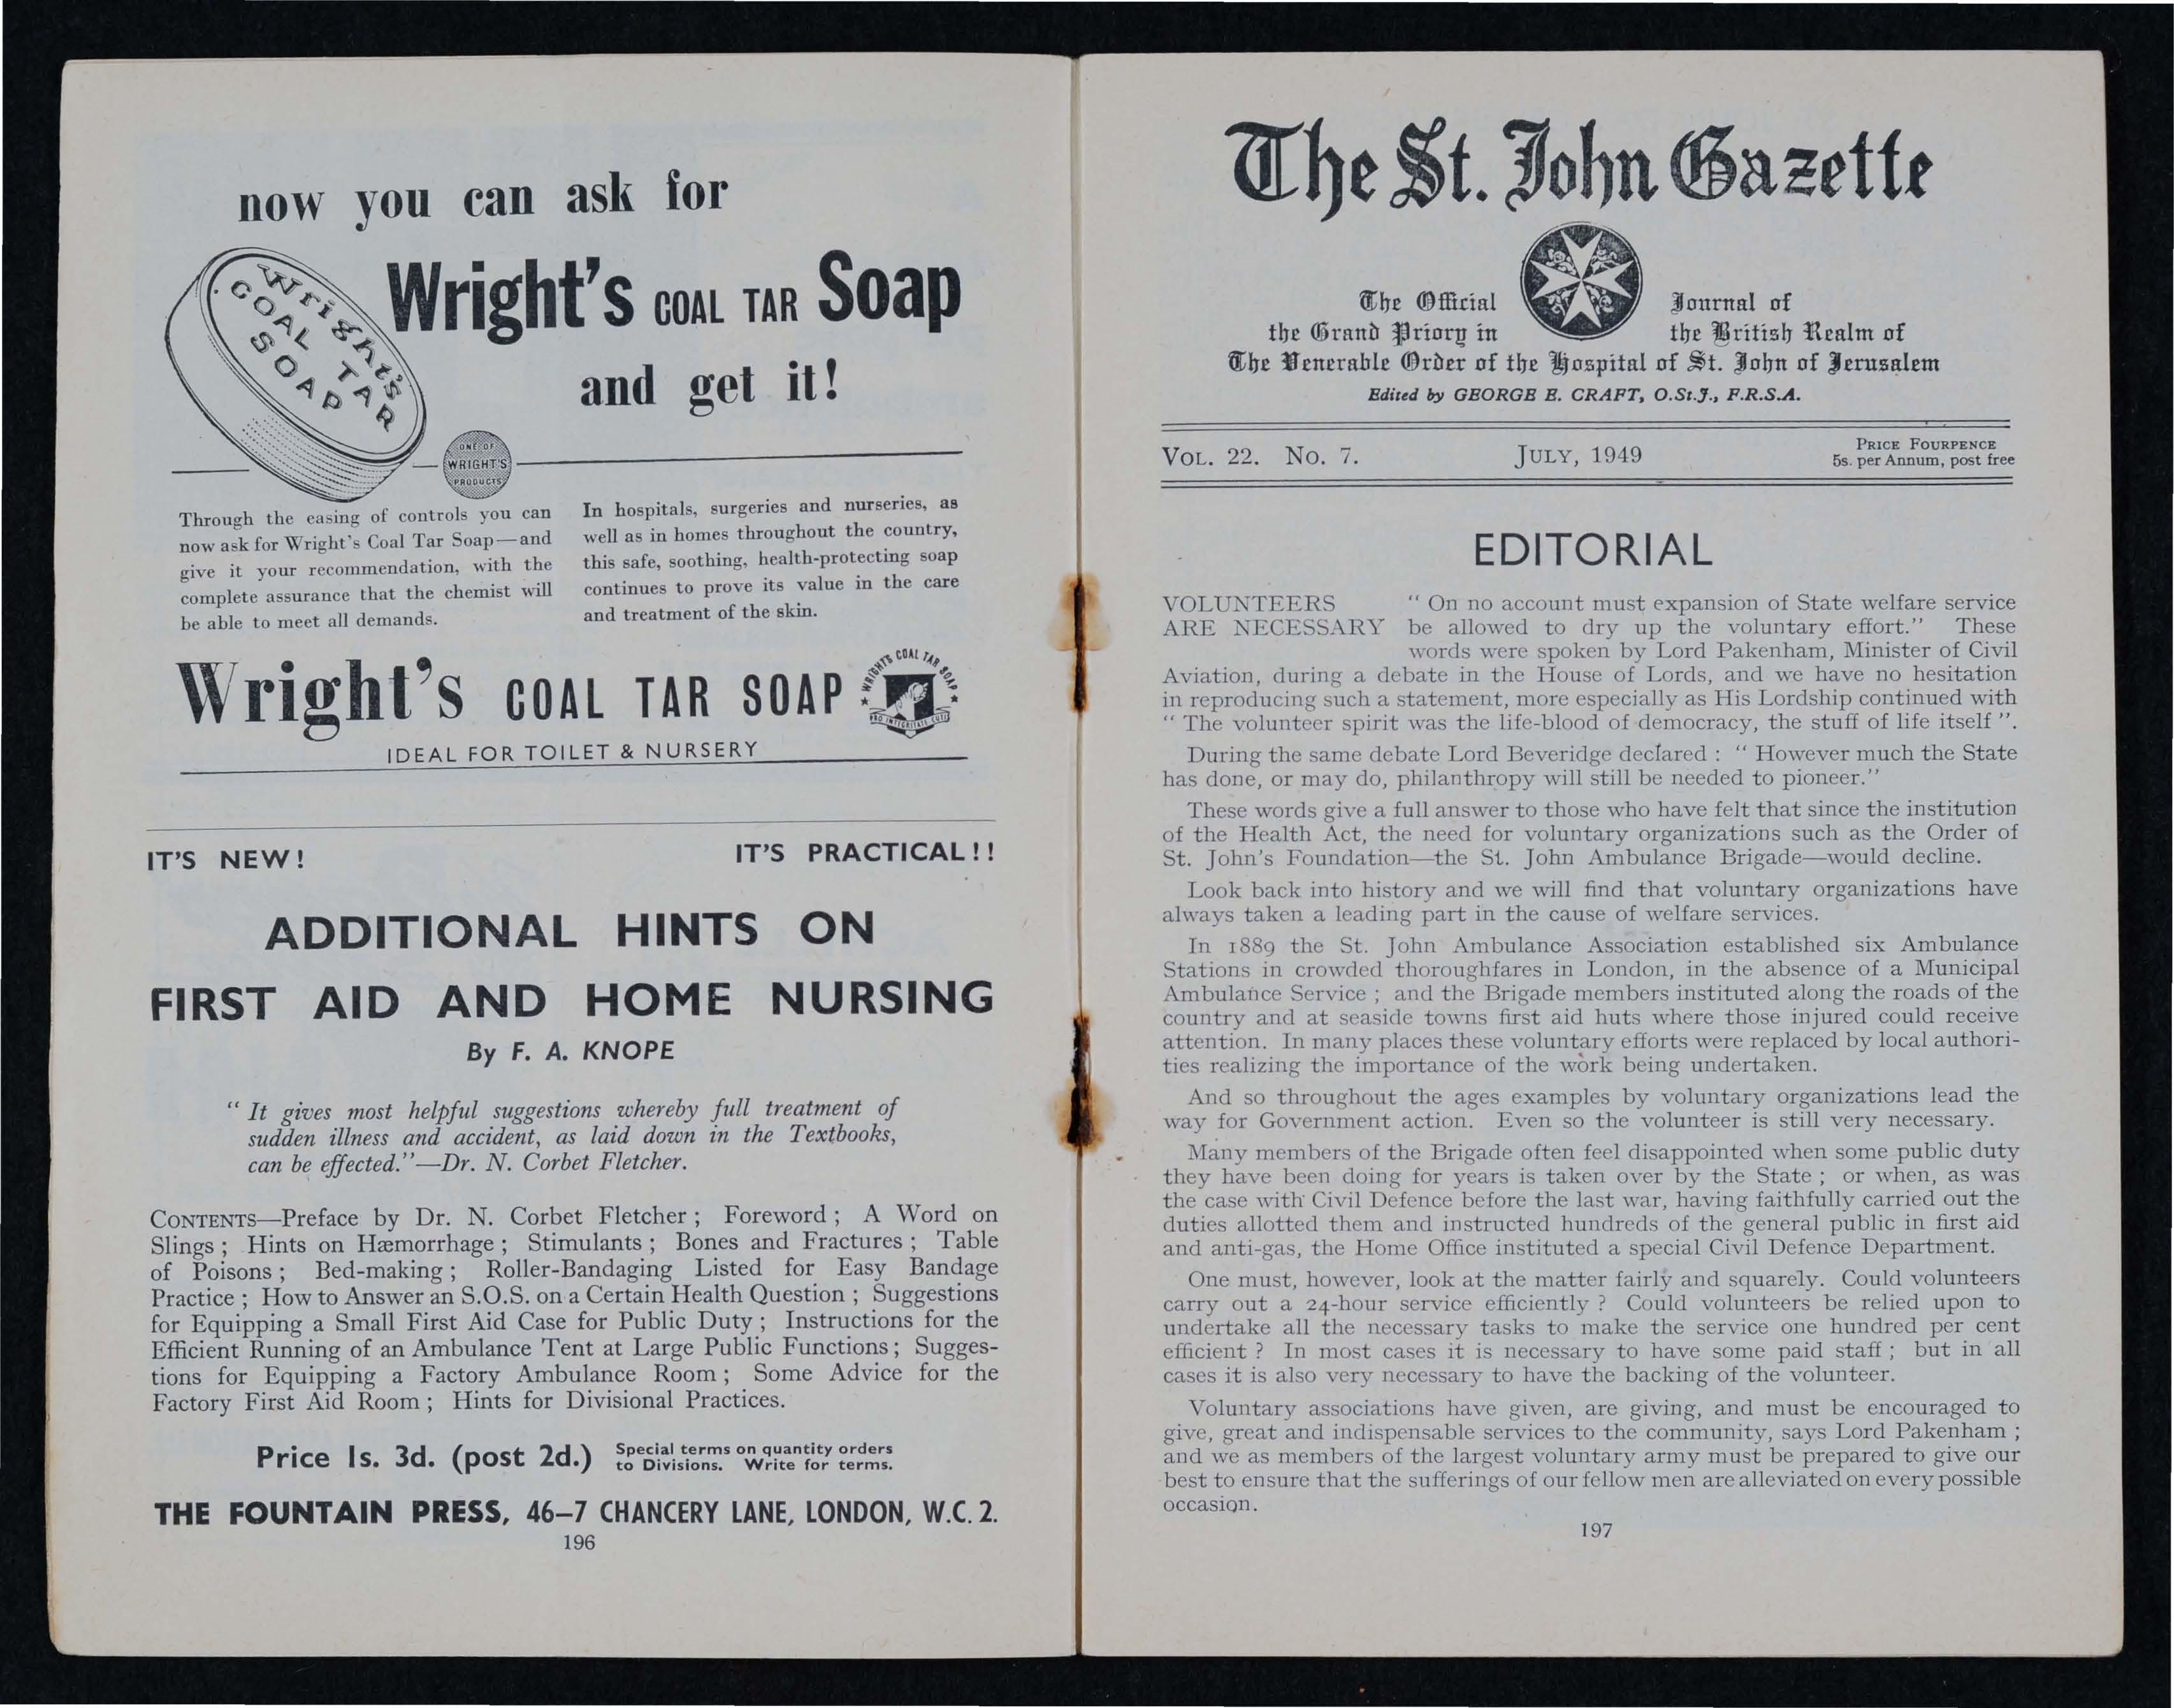 now you can ask for
Wright's COAL TAR Soap
and get it!
Wright's
COAL TAR
SOAP
ONE OF
WRIGHT'S
PRODUCTS
Through the easing of controls you can
now ask for Wright's Coal Tar Soap—and
give it your recommendation, with the
complete assurance that the chemist will
be able to meet all demands.
In hospitals, surgeries and nurseries, as
well as in homes throughout the country,
this safe, soothing, health-protecting soap
continues to prove its value in the care
and treatment of the skin.
Wright's COAL TAR SOAP
★ WRIGHT'S COAL TAR SOAP ★
PRO INTEGRITATE CUTIS
IDEAL FOR TOILET & NURSERY
IT'S NEW!
IT'S PRACTICAL!!
ADDITIONAL HINTS ON
FIRST AID AND HOME NURSING
By F. A. KNOPE
“ It gives most helpful suggestions whereby full treatment of
sudden illness and accident, as laid down in the Textbooks,
can be effected.”—Dr. N. Corbet Fletcher.
CONTENTS—Preface by Dr. N. Corbet Fletcher ; Foreword ; A Word on
Slings ; Hints on Hæmorrhage ; Stimulants ; Bones and Fractures ; Table
of Poisons ; Bed-making ; Roller-Bandaging Listed for Easy Bandage
Practice ; How to Answer an S.O.S. on a Certain Health Question ; Suggestions
for Equipping a Small First Aid Case for Public Duty ; Instructions for the
Efficient Running of an Ambulance Tent at Large Public Functions ; Sugges-
tions for Equipping a Factory Ambulance Room ; Some Advice for the
Factory First Aid Room ; Hints for Divisional Practices.
Price 1s. 3d. (post 2d.)
Special terms on quantity orders
to Divisions. Write for terms.
THE FOUNTAIN PRESS, 46–7 CHANCERY LANE, LONDON, W.C. 2.
196
The St. John Gazette
The Official Journal of
the Grand Priory in the British Realm of
The Venerable Order of the Hospital of St. John of Jerusalem
Edited by GEORGE E. CRAFT, O.St.J., F.R.S.A.
VOL. 22. No. 7.
JULY, 1949
PRICE FOURPENCE
5s. per Annum, post free
EDITORIAL
VOLUNTEERS “ On no account must expansion of State welfare service
ARE NECESSARY be allowed to dry up the voluntary effort.” These
words were spoken by Lord Pakenham, Minister of Civil
Aviation, during a debate in the House of Lords, and we have no hesitation
in reproducing such a statement, more especially as His Lordship continued with
“ The volunteer spirit was the life-blood of democracy, the stuff of life itself ”.
During the same debate Lord Beveridge declared : “ However much the State
has done, or may do, philanthropy will still be needed to pioneer.”
These words give a full answer to those who have felt that since the institution
of the Health Act, the need for voluntary organizations such as the Order of
St. John's Foundation—the St. John Ambulance Brigade—would decline.
Look back into history and we will find that voluntary organizations have
always taken a leading part in the cause of welfare services.
In 1889 the St. John Ambulance Association established six Ambulance
Stations in crowded thoroughfares in London, in the absence of a Municipal
Ambulance Service ; and the Brigade members instituted along the roads of the
country and at seaside towns first aid huts where those injured could receive
attention. In many places these voluntary efforts were replaced by local authori-
ties realizing the importance of the work being undertaken.
And so throughout the ages examples by voluntary organizations lead the
way for Government action. Even so the volunteer is still very necessary.
Many members of the Brigade often feel disappointed when some public duty
they have been doing for years is taken over by the State ; or when, as was
the case with Civil Defence before the last war, having faithfully carried out the
duties allotted them and instructed hundreds of the general public in first aid
and anti-gas, the Home Office instituted a special Civil Defence Department.
One must, however, look at the matter fairly and squarely. Could volunteers
carry out a 24-hour service efficiently ? Could volunteers be relied upon to
undertake all the necessary tasks to make the service one hundred per cent
efficient ? In most cases it is necessary to have some paid staff ; but in all
cases it is also very necessary to have the backing of the volunteer.
Voluntary associations have given, are giving, and must be encouraged to
give, great and indispensable services to the community, says Lord Pakenham ;
and we as members of the largest voluntary army must be prepared to give our
best to ensure that the sufferings of our fellow men are alleviated on every possible
occasion.
197